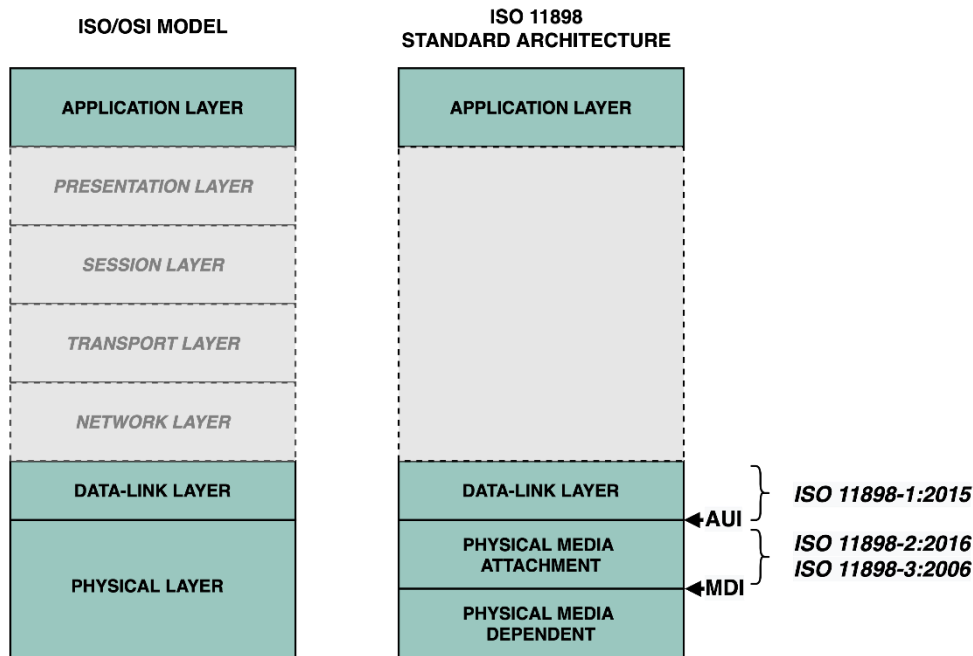 ISO/OSI MODEL
ISO 11898
STANDARD ARCHITECTURE
APPLICATION LAYER
PRESENTATION LAYER
SESSION LAYER
TRANSPORT LAYER
NETWORK LAYER
DATA-LINK LAYER
PHYSICAL LAYER
APPLICATION LAYER
DATA-LINK LAYER
AUI
PHYSICAL MEDIA
ATTACHMENT
MDI
PHYSICAL MEDIA
DEPENDENT
ISO 11898-1:2015
ISO 11898-2:2016
ISO 11898-3:2006